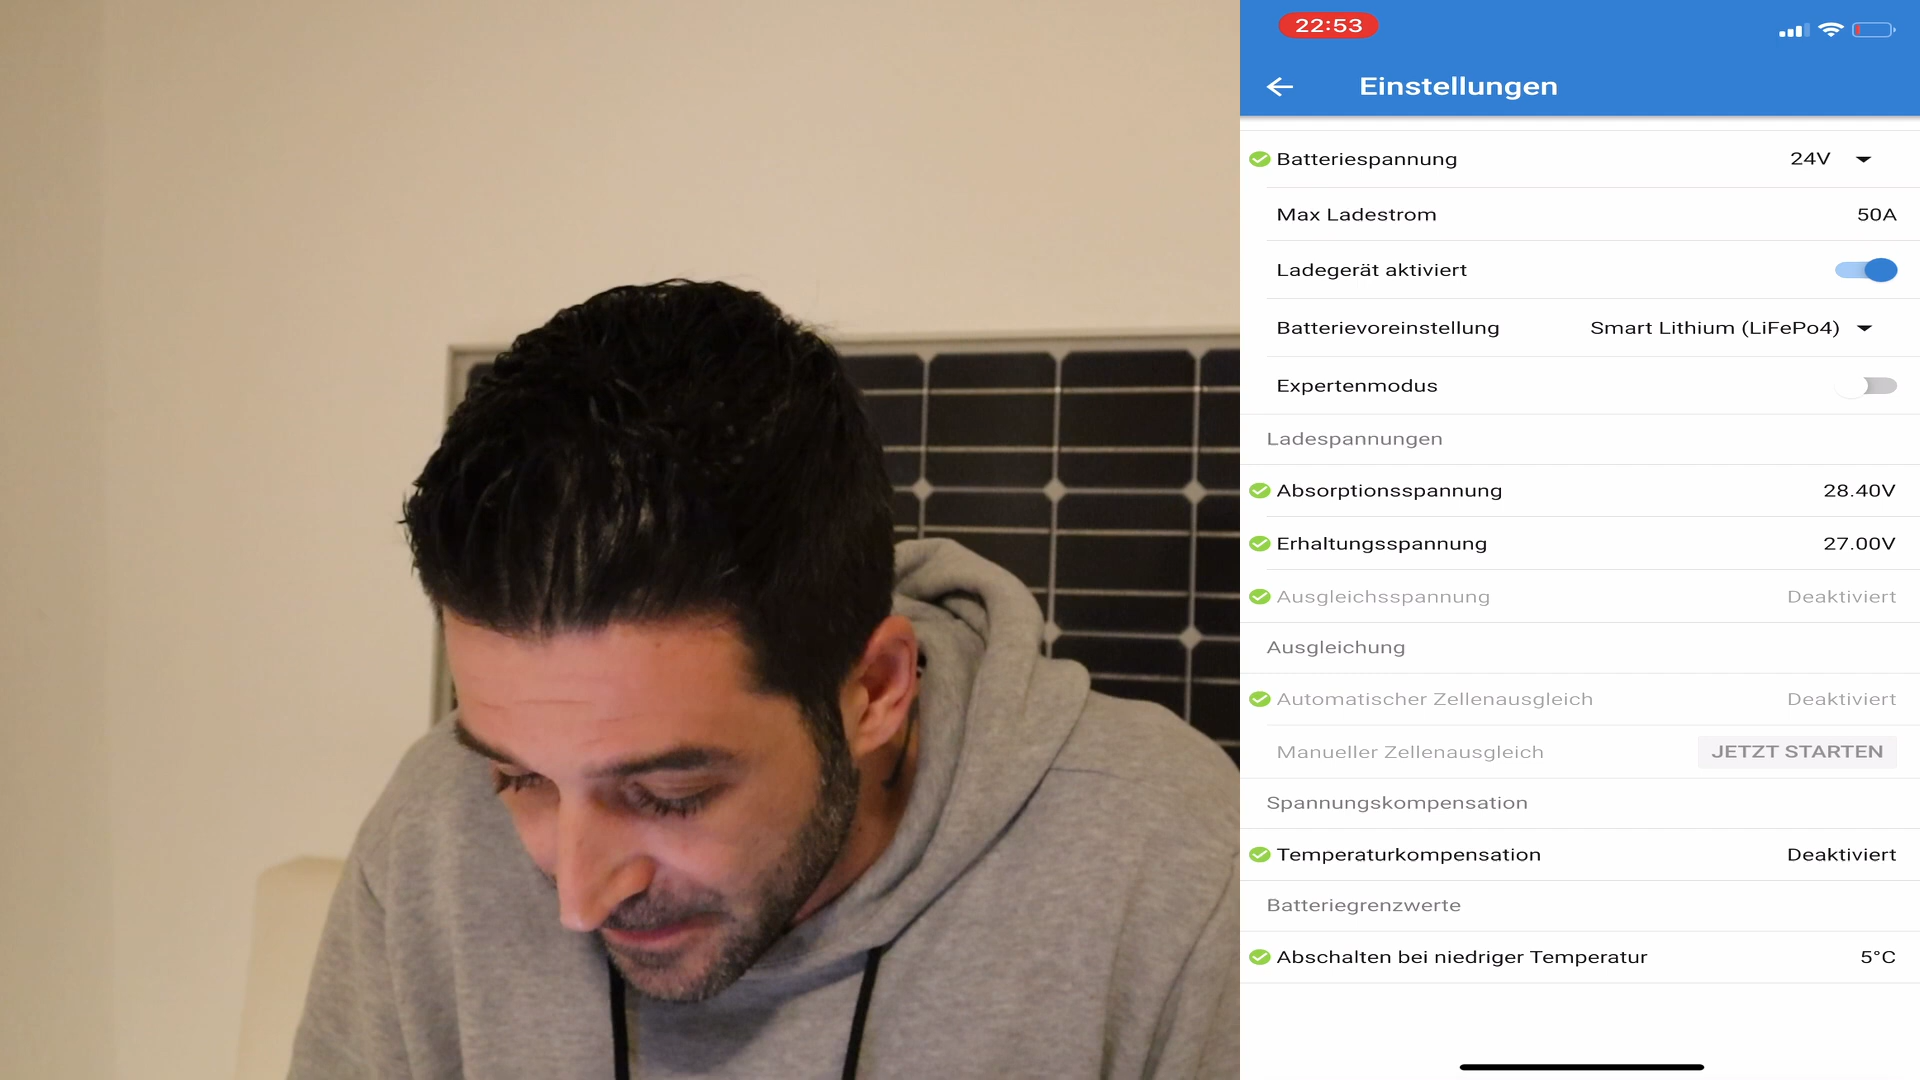 22:53
Einstellungen
Batteriespannung 24V
Max Ladestrom 50A
Ladegerät aktiviert
Batterievoreinstellung Smart Lithium (LiFePo4)
Expertenmodus
Ladespannungen
Absorptionsspannung 28.40V
Erhaltungsspannung 27.00V
Ausgleichsspannung Deaktiviert
Ausgleichung
Automatischer Zellenausgleich Deaktiviert
Manueller Zellenausgleich JETZT STARTEN
Spannungskompensation
Temperaturkompensation Deaktiviert
Batteriegrenzwerte
Abschalten bei niedriger Temperatur 5°C